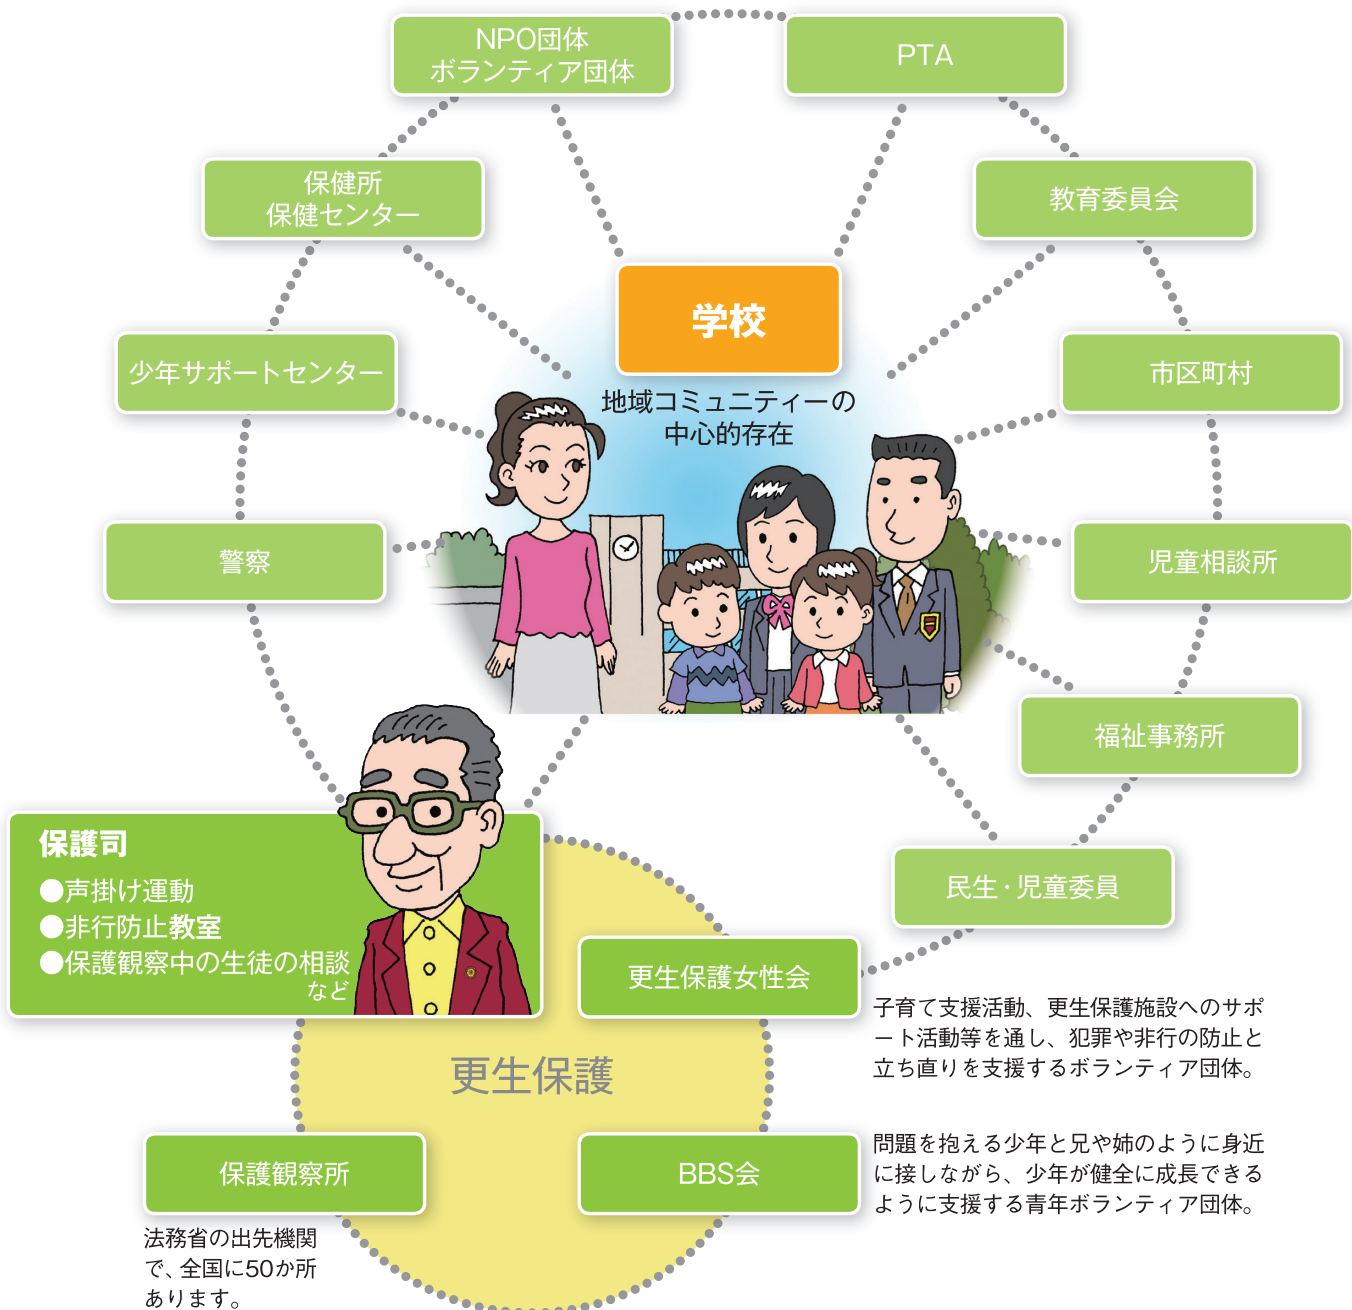 NPO団体
ボランティア団体
PTA
保健所
保健センター
教育委員会
学校
少年サポートセンター
市区町村
地域コミュニティーの
中心的存在
警察
児童相談所
福祉事務所
保護司
●声掛け運動
●非行防止教室
●保護観察中の生徒の相談
など
民生・児童委員
更生保護女性会
子育て支援活動、更生保護施設へのサポ
ート活動等を通し、犯罪や非行の防止と
立ち直りを支援するボランティア団体。
更生保護
保護観察所
法務省の出先機関
で、全国に50か所
あります。
BBS会
問題を抱える少年と兄や姉のように身近
に接しながら、少年が健全に成長できる
ように支援する青年ボランティア団体。